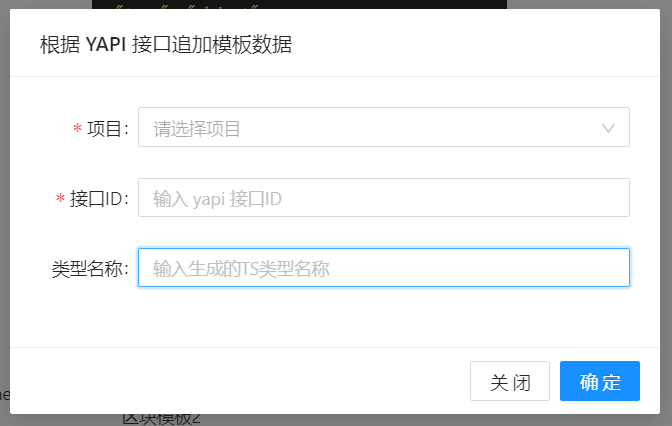 根据 YAPI 接口追加模板数据
* 项目:
请选择项目
* 接口ID:
输入 yapi 接口ID
类型名称:
输入生成的TS类型名称
关 闭
确 定
区块模板2